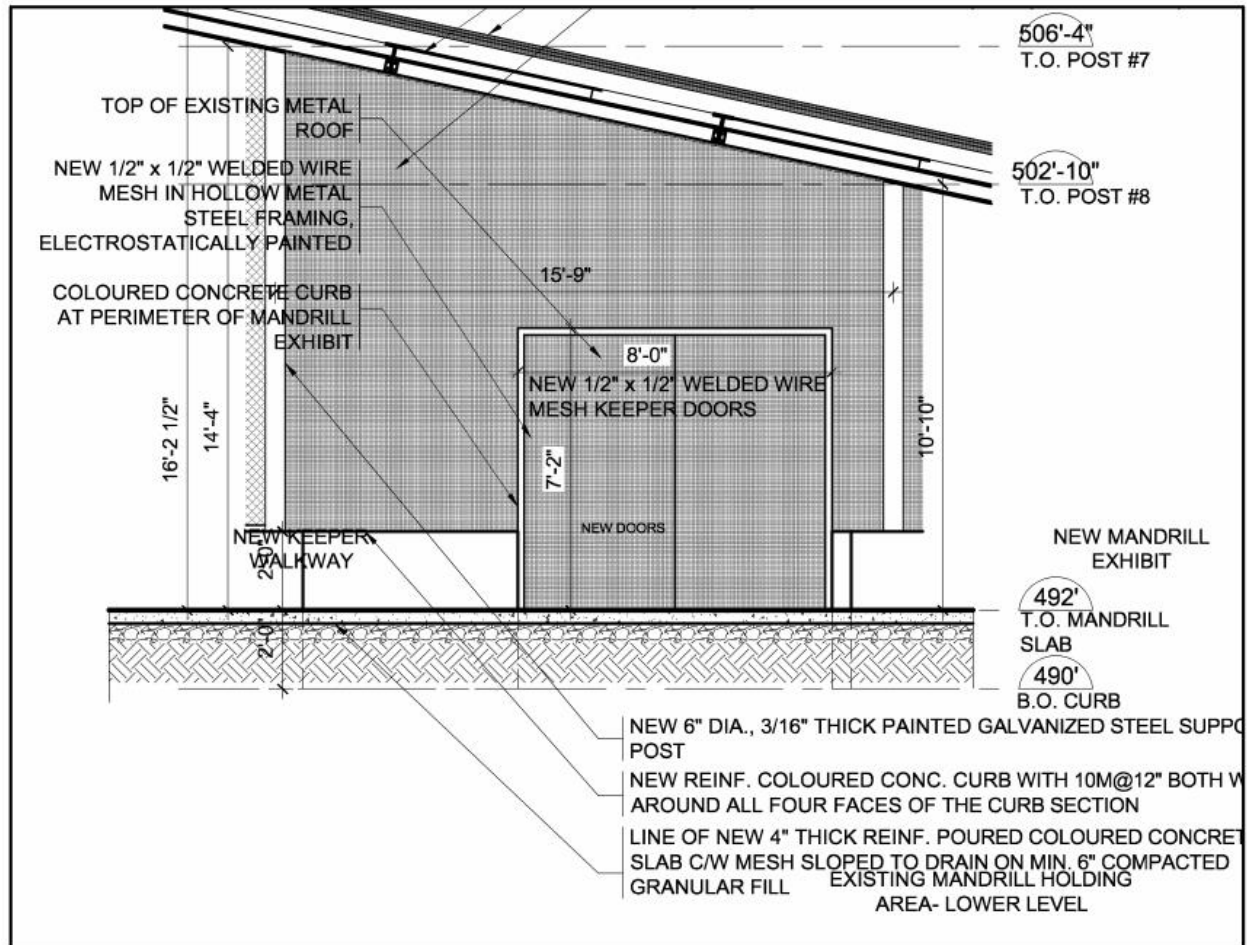 506'-4"
T.O. POST #7
TOP OF EXISTING METAL
ROOF
NEW 1/2" x 1/2" WELDED WIRE
MESH IN HOLLOW METAL
STEEL FRAMING,
ELECTROSTATICALLY PAINTED
502'-10"
T.O. POST #8
15'-9"
COLOURED CONCRETE CURB
AT PERIMETER OF MANDRILL
EXHIBIT
8'-0"
NEW 1/2" x 1/2" WELDED WIRE
MESH KEEPER DOORS
16'-2 1/2"
14'-4"
7'-2"
10'-10"
NEW DOORS
NEW KEEPER
WALKWAY
2'-0"
NEW MANDRILL
EXHIBIT
492'
T.O. MANDRILL
SLAB
2'-0"
490'
B.O. CURB
NEW 6" DIA., 3/16" THICK PAINTED GALVANIZED STEEL SUPPO
POST
NEW REINF. COLOURED CONC. CURB WITH 10M@12" BOTH W
AROUND ALL FOUR FACES OF THE CURB SECTION
LINE OF NEW 4" THICK REINF. POURED COLOURED CONCRET
SLAB C/W MESH SLOPED TO DRAIN ON MIN. 6" COMPACTED
GRANULAR FILL
EXISTING MANDRILL HOLDING
AREA- LOWER LEVEL